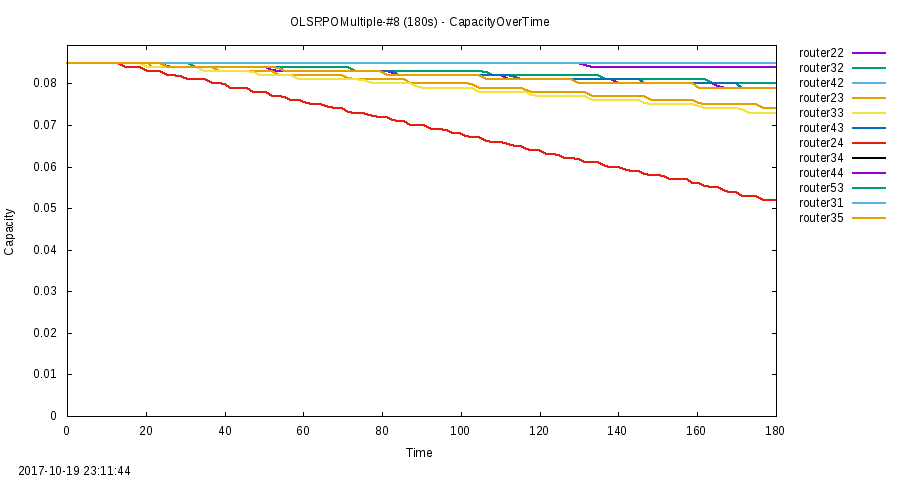 OLSRPOMultiple-#8 (180s) - CapacityOverTime
router22
router32
router42
router23
router33
router43
router24
router34
router44
router53
router31
router35
Capacity
0.08
0.07
0.06
0.05
0.04
0.03
0.02
0.01
0
0 20 40 60 80 100 120 140 160 180
Time
2017-10-19 23:11:44